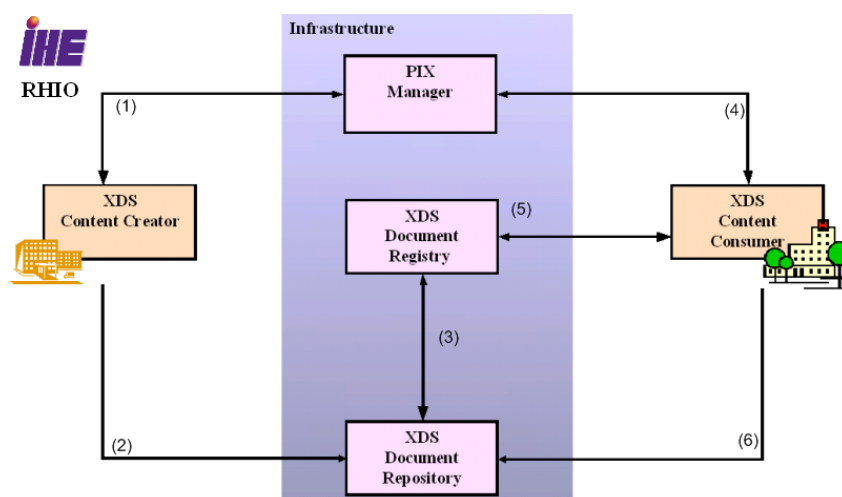 IHE
RHIO
Infrastructure
PIX
Manager
(1)
(4)
XDS
Content Creator
XDS
Document
Registry
(5)
XDS
Content
Consumer
(3)
(2)
XDS
Document
Repository
(6)